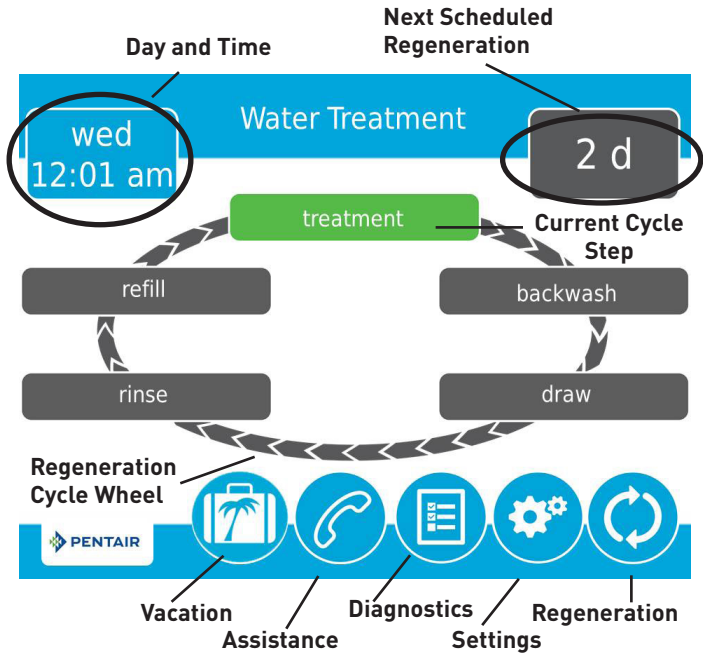 Next Scheduled
Regeneration
Day and Time
wed
12:01 am
Water Treatment
2 d
treatment
Current Cycle
Step
refill
backwash
rinse
draw
Regeneration
Cycle Wheel
PENTAIR
Vacation
Assistance
Diagnostics
Settings
Regeneration